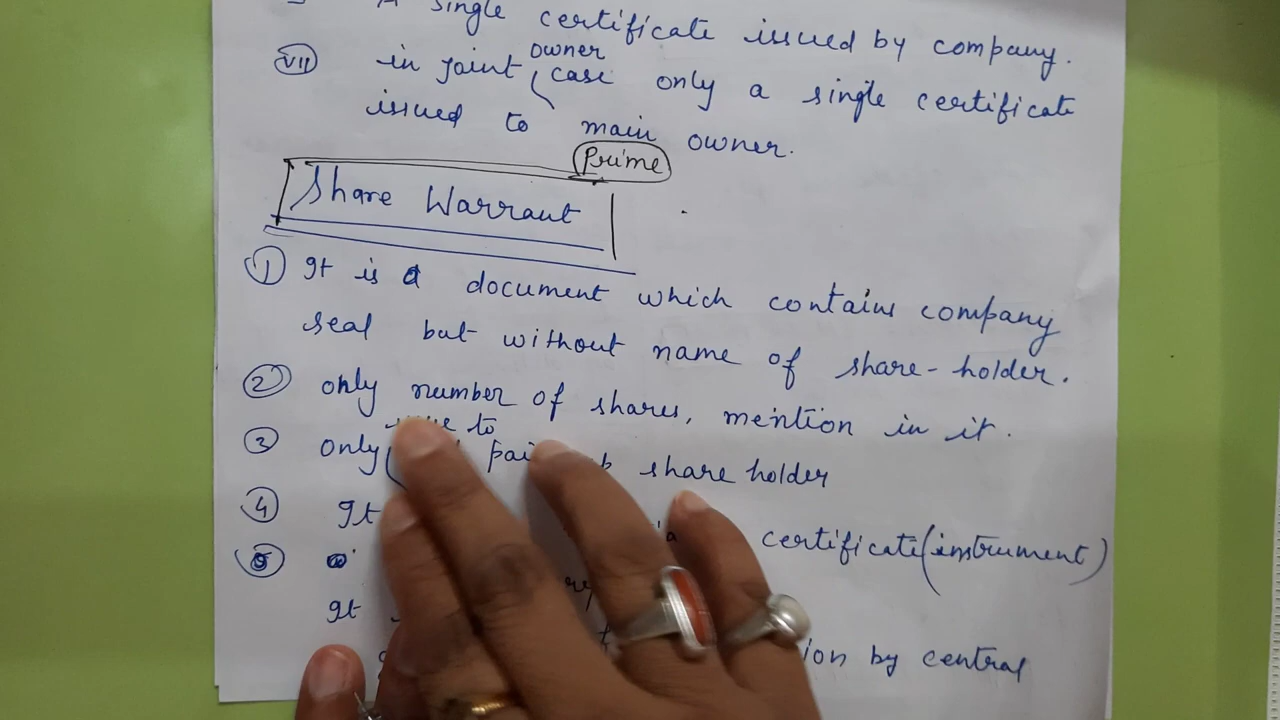 A single certificate issued by company.
owner
VII in joint case only a single certificate
issued to main owner.
Prime
Share Warrant
1 It is a document which contains company
seal but without name of share-holder.
2 only number of shares, mention in it.
to
3 only share holder
4 It certificate (instrument)
5
It
by central